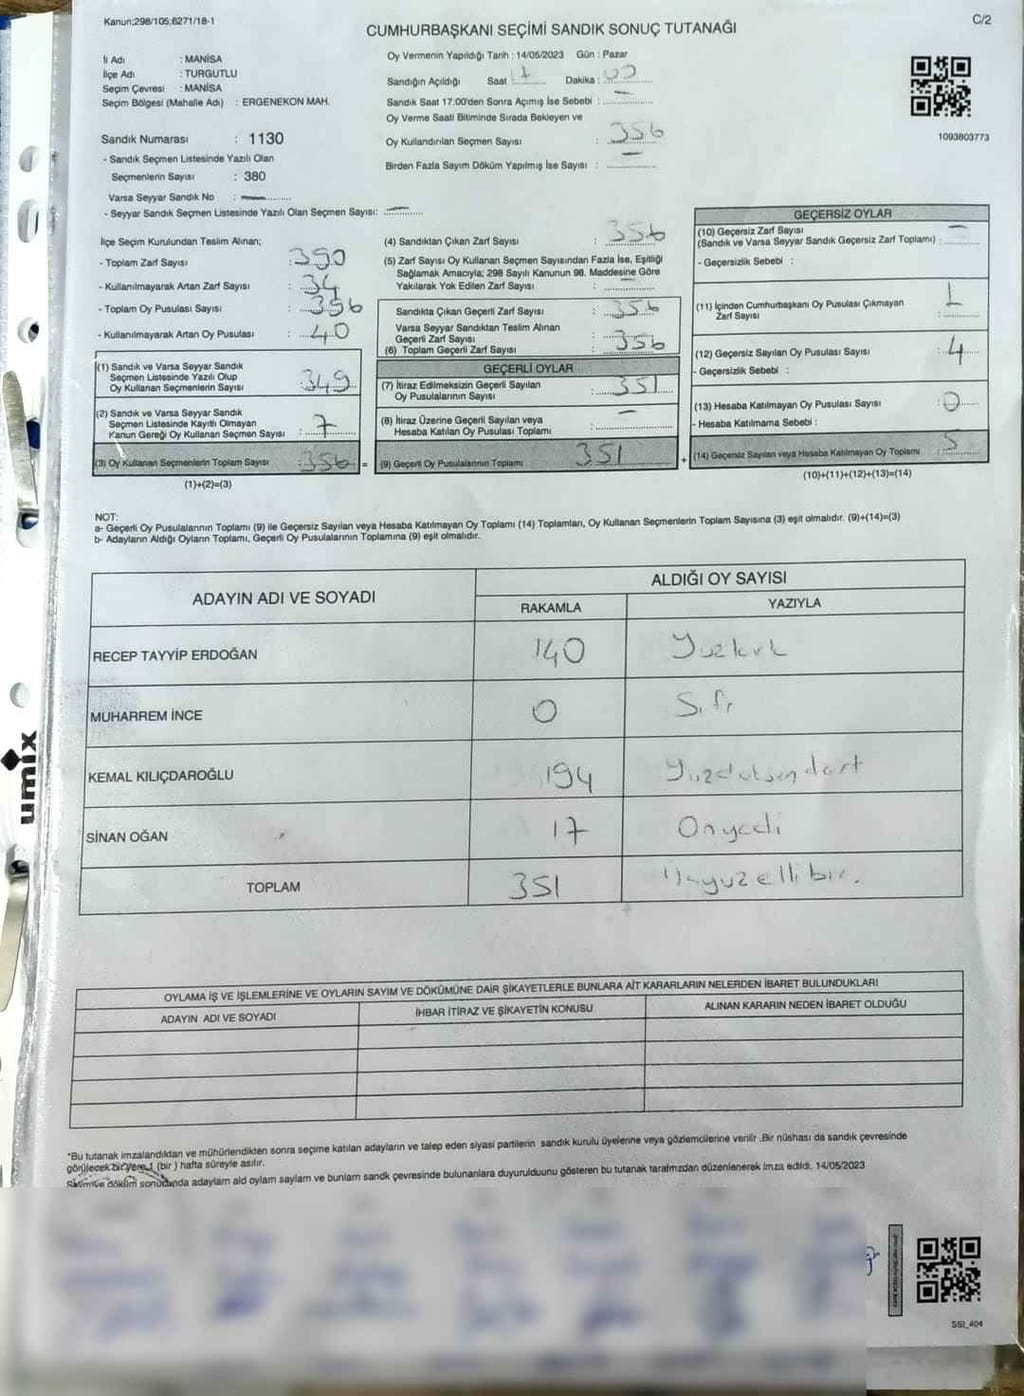 Kanun:298/105;6271/18-1
C/2
CUMHURBAŞKANI SEÇİMİ SANDIK SONUÇ TUTANAĞI
İl Adı : MANİSA
İlçe Adı : TURGUTLU
Seçim Çevresi : MANİSA
Seçim Bölgesi (Mahalle Adı) : ERGENEKON MAH.
Sandık Numarası : 1130
- Sandık Seçmen Listesinde Yazılı Olan
Seçmenlerin Sayısı : 380
Varsa Seyyar Sandık No :
- Seyyar Sandık Seçmen Listesinde Yazılı Olan Seçmen Sayısı:
Oy Vermenin Yapıldığı Tarih : 14/05/2023 Gün : Pazar
Sandığın Açıldığı Saat Dakika : 00
Sandık Saat 17.00'den Sonra Açımış İse Sebebi :
Oy Verme Saati Bitiminde Sırada Bekleyen ve
Oy Kullandırılan Seçmen Sayısı : 356
Birden Fazla Sayım Döküm Yapılmış İse Sayısı :
1093803773
İlçe Seçim Kurulundan Teslim Alınan;
- Toplam Zarf Sayısı : 390
- Kullanılmayarak Artan Zarf Sayısı : 34
- Toplam Oy Pusulası Sayısı : 396
- Kullanılmayarak Artan Oy Pusulası : 40
(1) Sandık ve Varsa Seyyar Sandık
Seçmen Listesinde Yazılı Olup
Oy Kullanan Seçmenlerin Sayısı : 349
(2) Sandık ve Varsa Seyyar Sandık
Seçmen Listesinde Kayıtlı Olmayan
Kanun Gereği Oy Kullanan Seçmen Sayısı : 7
(3) Oy Kullanan Seçmenlerin Toplam Sayısı : 356 =
(1)+(2)=(3)
(4) Sandıktan Çıkan Zarf Sayısı : 356
(5) Zarf Sayısı Oy Kullanan Seçmen Sayısından Fazla İse, Eşitliği
Sağlamak Amacıyla; 298 Sayılı Kanunun 98. Maddesine Göre
Yakılarak Yok Edilen Zarf Sayısı :
Sandıkta Çıkan Geçerli Zarf Sayısı : 356
Varsa Seyyar Sandıktan Teslim Alınan
Geçerli Zarf Sayısı :
(6) Toplam Geçerli Zarf Sayısı : 356
GEÇERLİ OYLAR
(7) İtiraz Edilmeksizin Geçerli Sayılan
Oy Pusulalarının Sayısı : 351
(8) İtiraz Üzerine Geçerli Sayılan veya
Hesaba Katılan Oy Pusulası Toplamı :
(9) Geçerli Oy Pusulalarının Toplamı 351 +
GEÇERSİZ OYLAR
(10) Geçersiz Zarf Sayısı
(Sandık ve Varsa Seyyar Sandık Geçersiz Zarf Toplamı) :
- Geçersizlik Sebebi :
(11) İçinden Cumhurbaşkanı Oy Pusulası Çıkmayan
Zarf Sayısı : 1
(12) Geçersiz Sayılan Oy Pusulası Sayısı : 4
- Geçersizlik Sebebi :
(13) Hesaba Katılmayan Oy Pusulası Sayısı : 0
- Hesaba Katılmama Sebebi :
(14) Geçersiz Sayılan veya Hesaba Katılmayan Oy Toplamı : 5
(10)+(11)+(12)+(13)=(14)
NOT:
a- Geçerli Oy Pusulalarının Toplamı (9) ile Geçersiz Sayılan veya Hesaba Katılmayan Oy Toplamı (14) Toplamları, Oy Kullanan Seçmenlerin Toplam Sayısına (3) eşit olmalıdır. (9)+(14)=(3)
b- Adayların Aldığı Oyların Toplamı, Geçerli Oy Pusulalarının Toplamına (9) eşit olmalıdır.
ADAYIN ADI VE SOYADI
ALDIĞI OY SAYISI
RAKAMLA YAZIYLA
RECEP TAYYİP ERDOĞAN 140 Yüzkırk
MUHARREM İNCE 0 Sıfır
KEMAL KILIÇDAROĞLU 194 Yüzdoksandört
SİNAN OĞAN 17 Onyedi
TOPLAM 351 Üçyüzellibir.
OYLAMA İŞ VE İŞLEMLERİNE VE OYLARIN SAYIM VE DÖKÜMÜNE DAİR ŞİKAYETLERLE BUNLARA AİT KARARLARIN NELERDEN İBARET BULUNDUKLARI
ADAYIN ADI VE SOYADI
İHBAR İTİRAZ VE ŞİKAYETİN KONUSU
ALINAN KARARIN NEDEN İBARET OLDUĞU
*Bu tutanak imzalandıktan ve mühürlendikten sonra seçime katılan adayların ve talep eden siyasi partilerin sandık kurulu üyelerine veya gözlemcilerine verilir .Bir nüshası da sandık çevresinde
görülecek bir yere 1 (bir ) hafta süreyle asılır.
Sayım ve döküm sonucunda adayların aldı oyların sayları ve bunların sandk çevresinde bulunanlara duyurulduunu gösteren bu tutanak tarafmzdan düzenlenerek imza edildi. 14/05/2023
SSI_404
umix